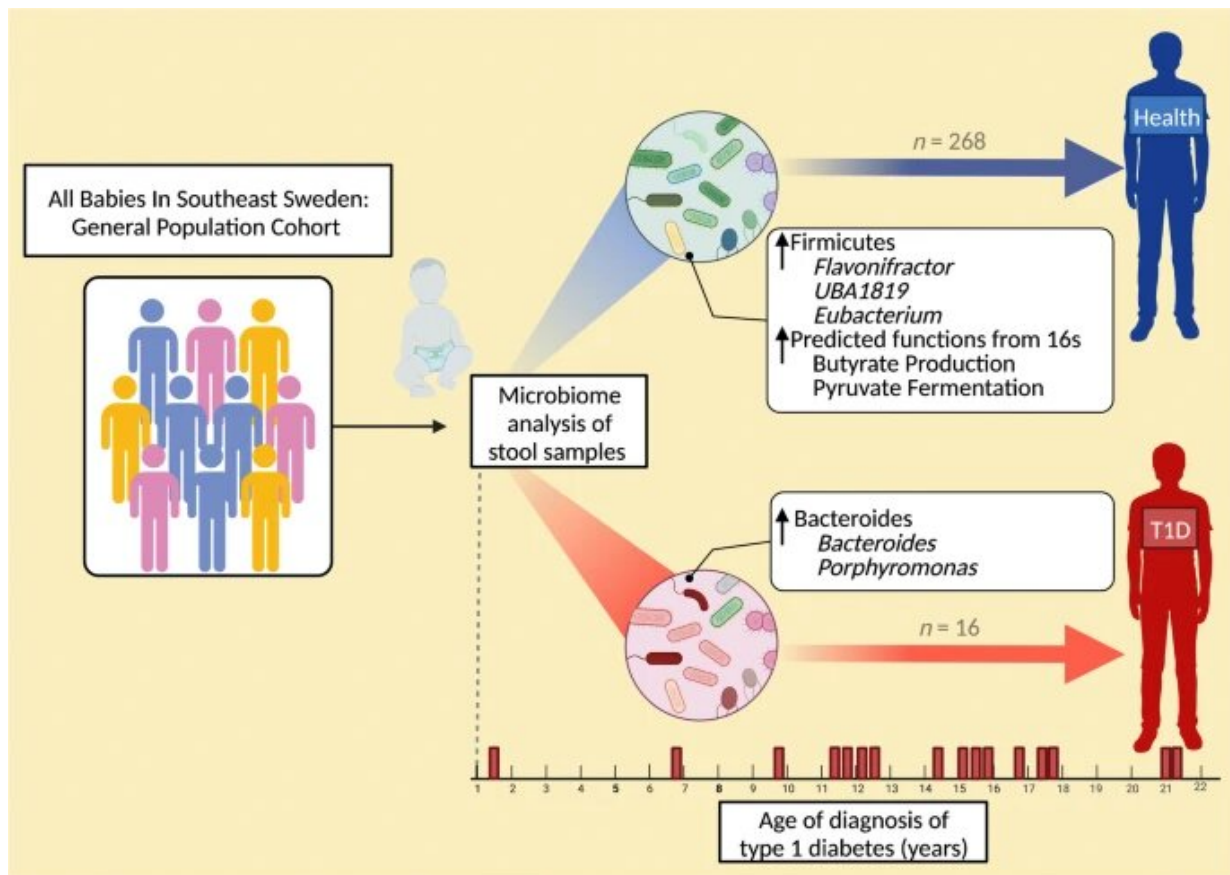 All Babies In Southeast Sweden:
General Population Cohort
Microbiome
analysis of
stool samples
n = 268
Health
Firmicutes
Flavonifractor
UBA1819
Eubacterium
Predicted functions from 16s
Butyrate Production
Pyruvate Fermentation
Bacteroides
Bacteroides
Porphyromonas
n = 16
T1D
1 2 3 4 5 6 7 8 9 10 11 12 13 14 15 16 17 18 19 20 21 22
Age of diagnosis of
type 1 diabetes (years)